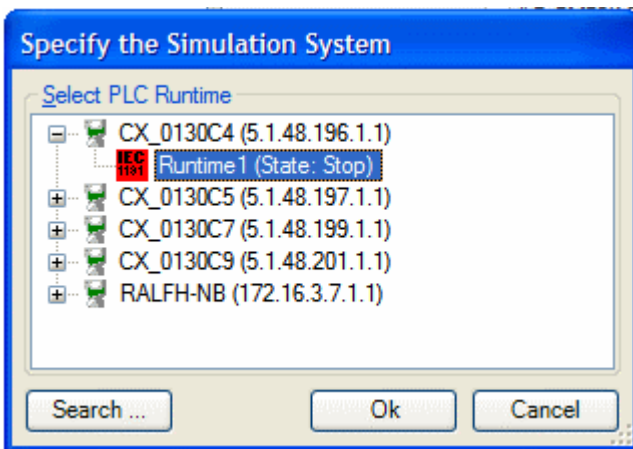 Specify the Simulation System
Select PLC Runtime
CX_0130C4 (5.1.48.196.1.1)
IEC
1131
Runtime1 (State: Stop)
CX_0130C5 (5.1.48.197.1.1)
CX_0130C7 (5.1.48.199.1.1)
CX_0130C9 (5.1.48.201.1.1)
RALFH-NB (172.16.3.7.1.1)
Search ...
Ok
Cancel